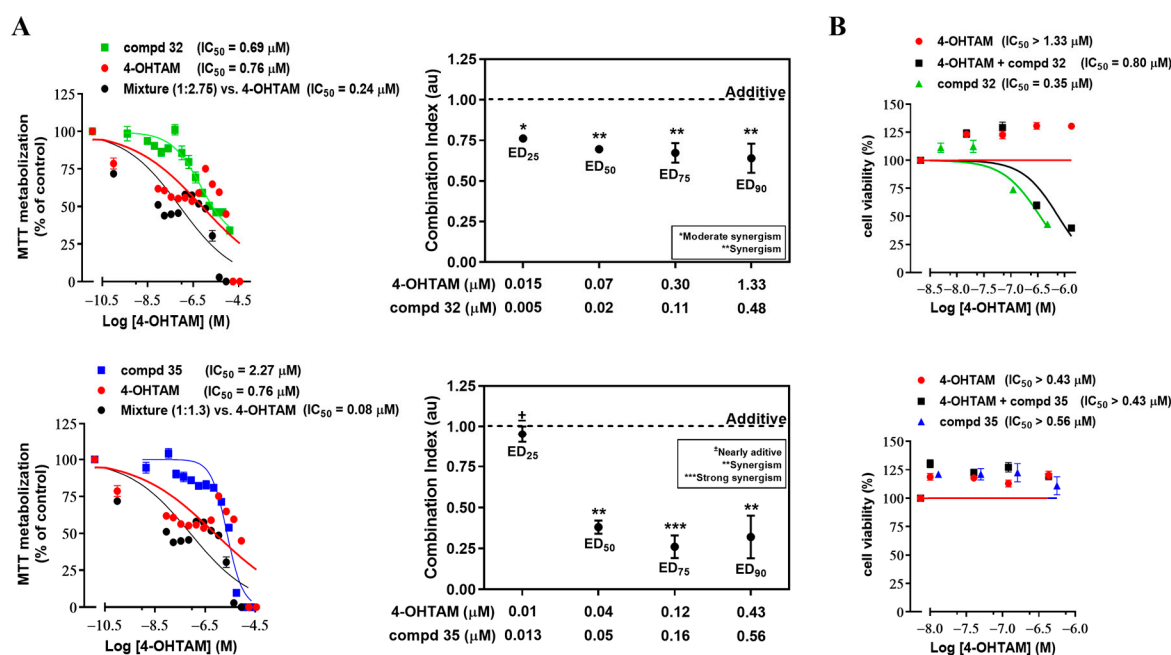 A
compd 32 (IC50 = 0.69 μM)
4-OHTAM (IC50 = 0.76 μM)
Mixture (1:2.75) vs. 4-OHTAM (IC50 = 0.24 μM)
MTT metabolization
(% of control)
125
100
75
50
25
0
−10.5 −8.5 −6.5 −4.5
Log [4-OHTAM] (M)
Combination Index (au)
1.25
1.00
0.75
0.50
0.25
0.00
Additive
* ** ** **
ED25 ED50 ED75 ED90
*Moderate synergism
**Synergism
4-OHTAM (μM) 0.015 0.07 0.30 1.33
compd 32 (μM) 0.005 0.02 0.11 0.48
B
4-OHTAM (IC50 > 1.33 μM)
4-OHTAM + compd 32 (IC50 = 0.80 μM)
compd 32 (IC50 = 0.35 μM)
cell viability (%)
150
125
100
75
50
25
0
−8.5 −8.0 −7.5 −7.0 −6.5 −6.0
Log [4-OHTAM] (M)
compd 35 (IC50 = 2.27 μM)
4-OHTAM (IC50 = 0.76 μM)
Mixture (1:1.3) vs. 4-OHTAM (IC50 = 0.08 μM)
MTT metabolization
(% of control)
125
100
75
50
25
0
−10.5 −8.5 −6.5 −4.5
Log [4-OHTAM] (M)
Combination Index (au)
1.25
1.00
0.75
0.50
0.25
0.00
Additive
± ** *** **
ED25 ED50 ED75 ED90
±Nearly aditive
**Synergism
***Strong synergism
4-OHTAM (μM) 0.01 0.04 0.12 0.43
compd 35 (μM) 0.013 0.05 0.16 0.56
4-OHTAM (IC50 > 0.43 μM)
4-OHTAM + compd 35 (IC50 > 0.43 μM)
compd 35 (IC50 > 0.56 μM)
cell viability (%)
150
125
100
75
50
25
0
−8.0 −7.5 −7.0 −6.5 −6.0
Log [4-OHTAM] (M)